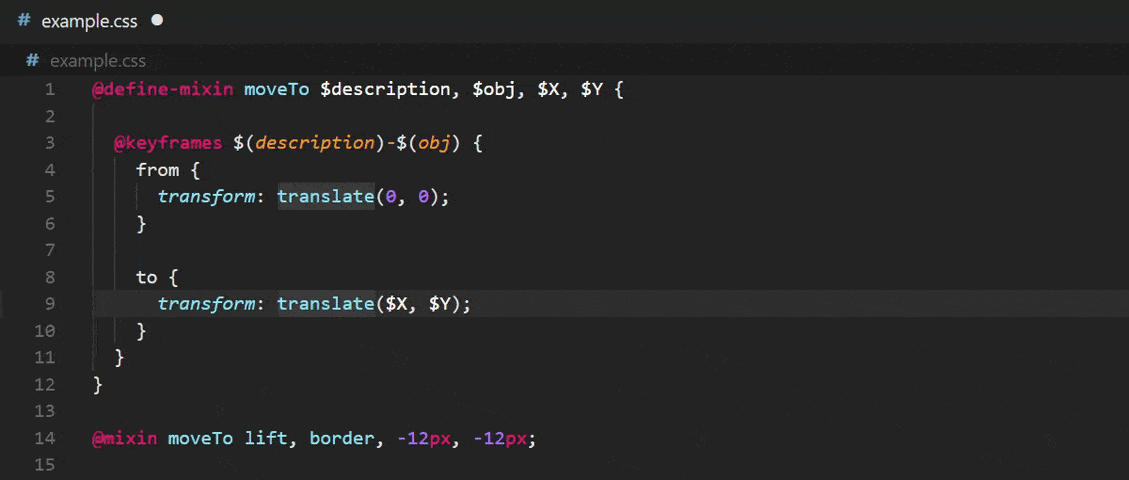 # example.css
# example.css
1 @define-mixin moveTo $description, $obj, $X, $Y {
2
3 @keyframes $(description)-$(obj) {
4 from {
5 transform: translate(0, 0);
6 }
7
8 to {
9 transform: translate($X, $Y);
10 }
11 }
12 }
13
14 @mixin moveTo lift, border, -12px, -12px;
15